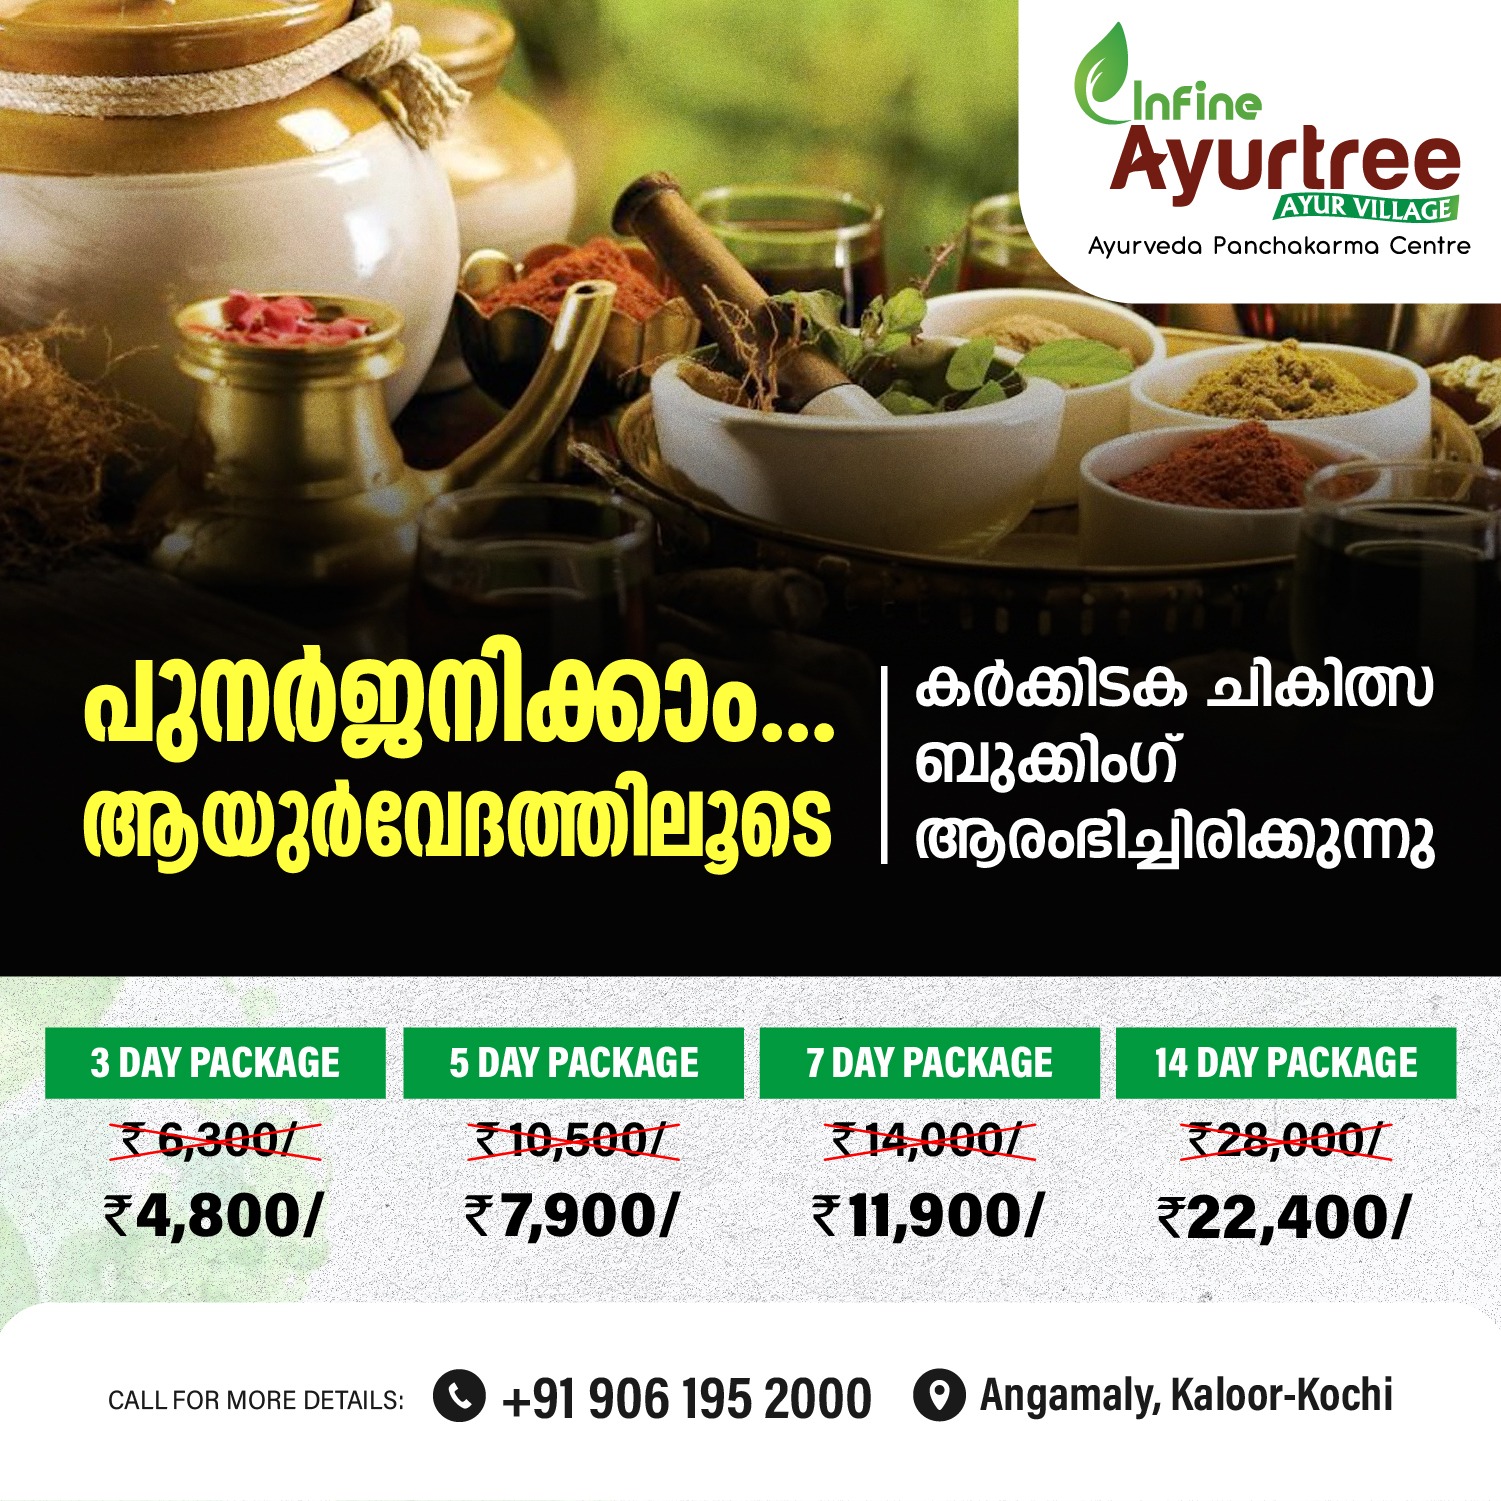 Infine
Ayurtree
AYUR VILLAGE
Ayurveda Panchakarma Centre
പുനർജനിക്കാം...
ആയുർവേദത്തിലൂടെ
കർക്കിടക ചികിത്സ
ബുക്കിംഗ്
ആരംഭിച്ചിരിക്കുന്നു
3 DAY PACKAGE
₹ 6,300/
₹4,800/
5 DAY PACKAGE
₹10,500/
₹7,900/
7 DAY PACKAGE
₹14,000/
₹11,900/
14 DAY PACKAGE
₹28,000/
₹22,400/
CALL FOR MORE DETAILS:
+91 906 195 2000
Angamaly, Kaloor-Kochi